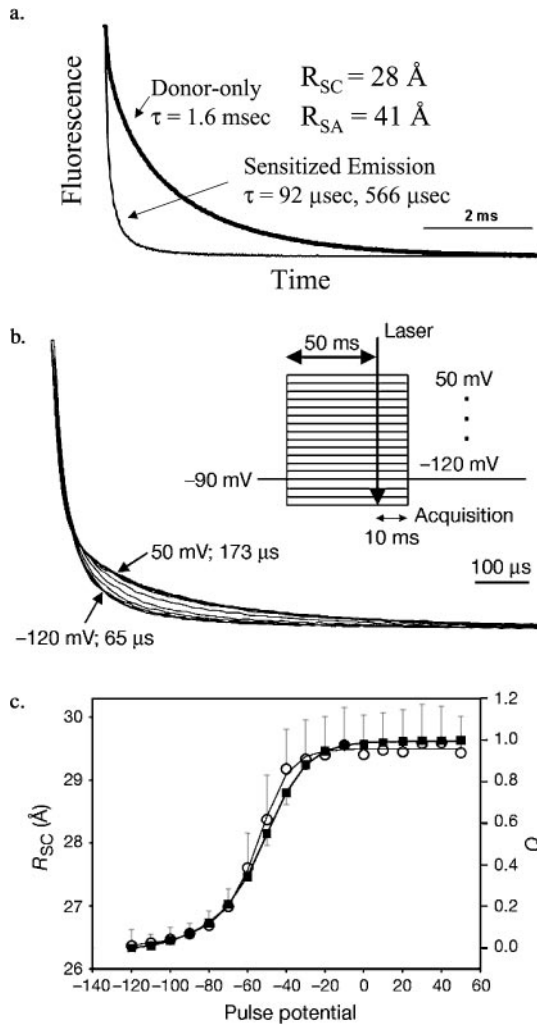 a.
Fluorescence
Donor-only
τ = 1.6 msec
R_SC = 28 Å
R_SA = 41 Å
Sensitized Emission
τ = 92 μsec, 566 μsec
2 ms
Time
b.
50 ms
Laser
50 mV
−90 mV
−120 mV
Acquisition
10 ms
100 μs
50 mV; 173 μs
−120 mV; 65 μs
c.
R_SC (Å)
30
29
28
27
26
1.2
1.0
0.8
0.6
0.4
0.2
0.0
−140 −120 −100 −80 −60 −40 −20 0 20 40 60
Pulse potential